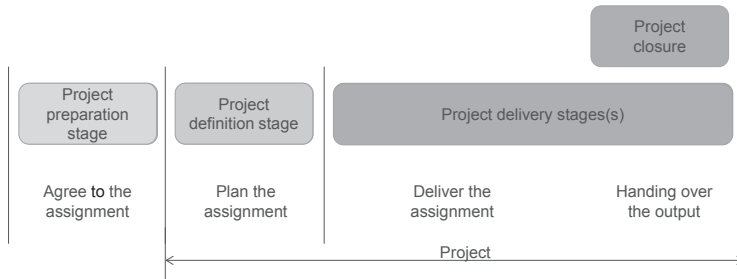 Project
closure
Project
preparation
stage
Project
definition stage
Project delivery stages(s)
Agree to the
assignment
Plan the
assignment
Deliver the
assignment
Handing over
the output
Project